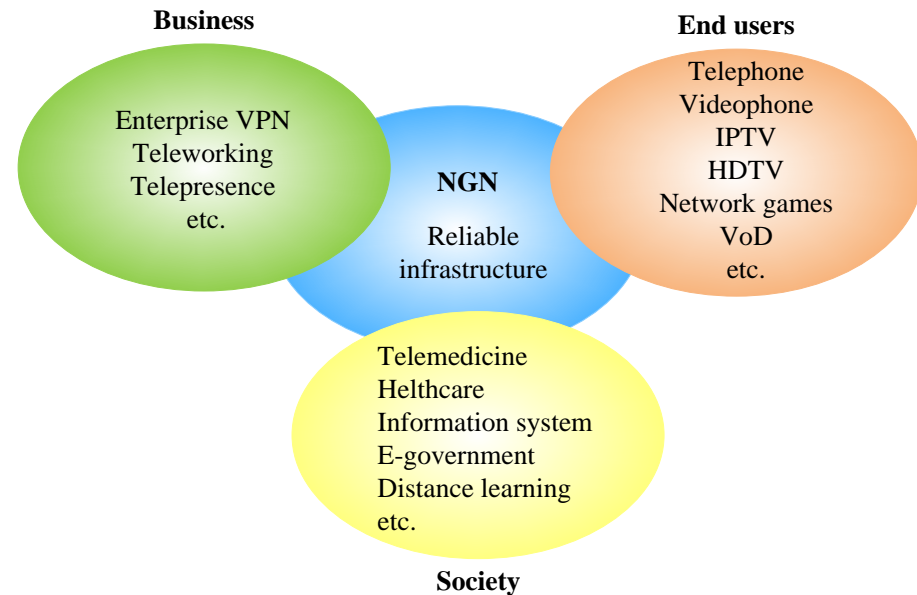 Business
Enterprise VPN
Teleworking
Telepresence
etc.
End users
Telephone
Videophone
IPTV
HDTV
Network games
VoD
etc.
NGN
Reliable
infrastructure
Telemedicine
Helthcare
Information system
E-government
Distance learning
etc.
Society